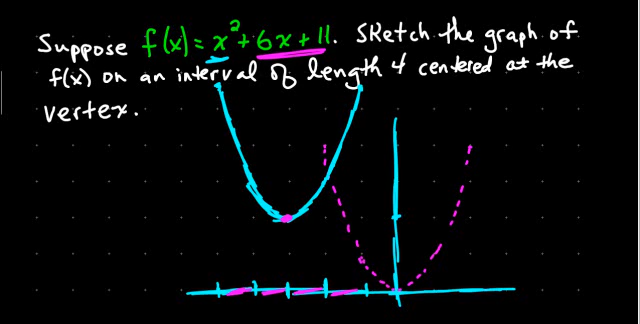 Suppose f(x) = x² + 6x + 11. Sketch the graph of
f(x) on an interval of length 4 centered at the
vertex.